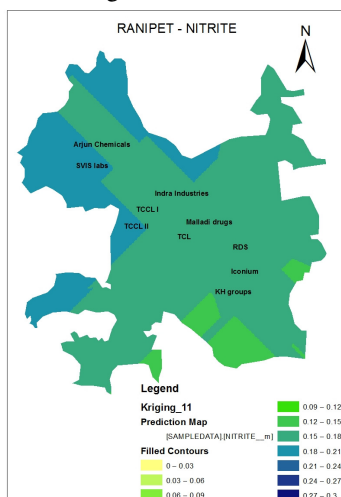 RANIPET - NITRITE
N
Arjun Chemicals
SVIS labs
Indra Industries
TCCL I
Malladi drugs
TCCL II
TCL
RDS
Iconium
KH groups
Legend
Kriging_11
Prediction Map
[SAMPLEDATA].[NITRITE__m]
Filled Contours
0 – 0.03
0.03 – 0.06
0.06 – 0.09
0.09 – 0.12
0.12 – 0.15
0.15 – 0.18
0.18 – 0.21
0.21 – 0.24
0.24 – 0.27
0.27 – 0.3